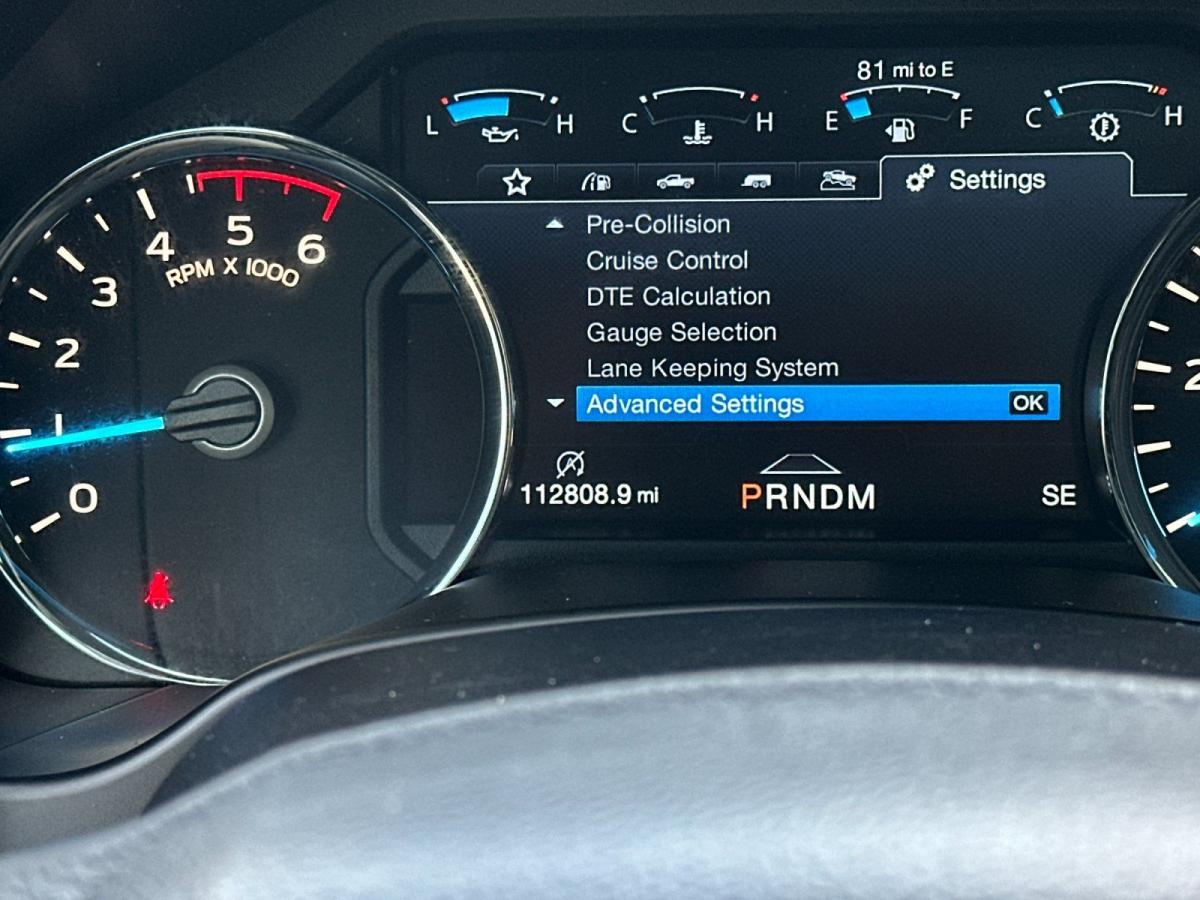 81 mi to E
L H C H E F C H
Settings
Pre-Collision
Cruise Control
DTE Calculation
Gauge Selection
Lane Keeping System
Advanced Settings OK
112808.9 mi PRNDM SE
0 1 2 3 4 5 6
RPM X 1000
2